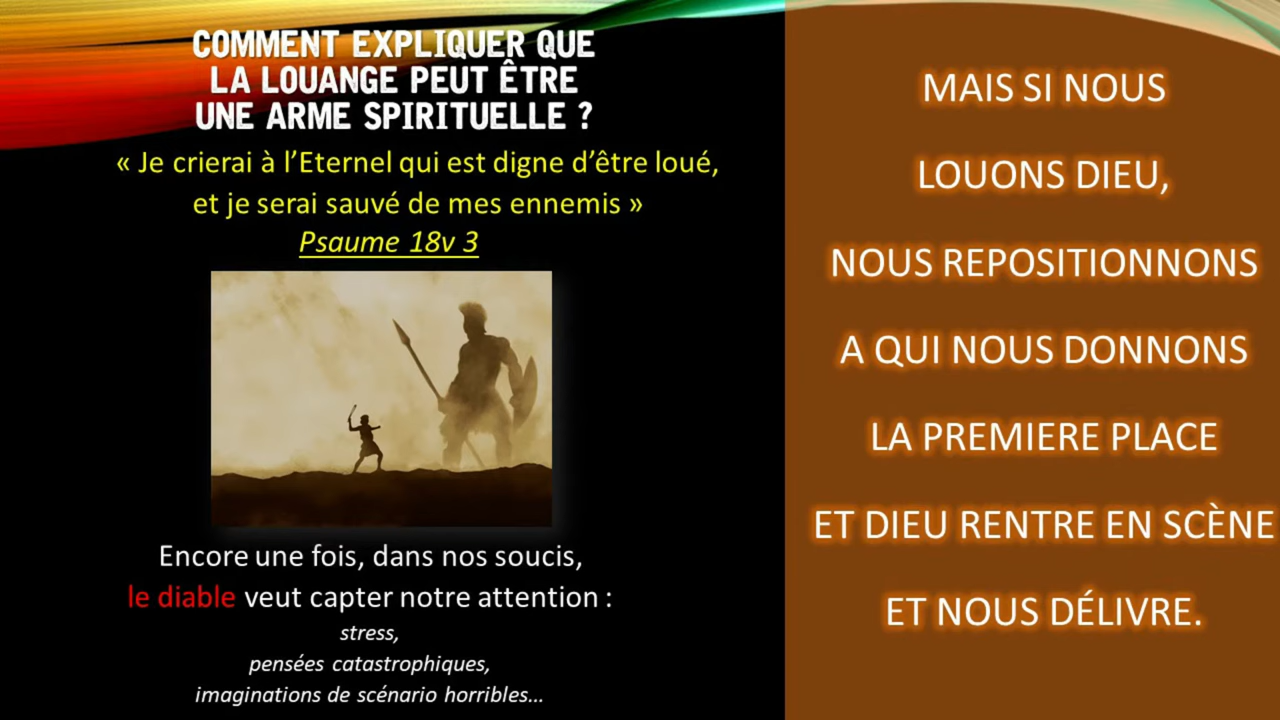 COMMENT EXPLIQUER QUE
LA LOUANGE PEUT ÊTRE
UNE ARME SPIRITUELLE ?
« Je crierai à l'Eternel qui est digne d'être loué,
et je serai sauvé de mes ennemis »
Psaume 18v 3
Encore une fois, dans nos soucis,
le diable veut capter notre attention :
stress,
pensées catastrophiques,
imaginations de scénario horribles...
MAIS SI NOUS
LOUONS DIEU,
NOUS REPOSITIONNONS
A QUI NOUS DONNONS
LA PREMIERE PLACE
ET DIEU RENTRE EN SCÈNE
ET NOUS DÉLIVRE.